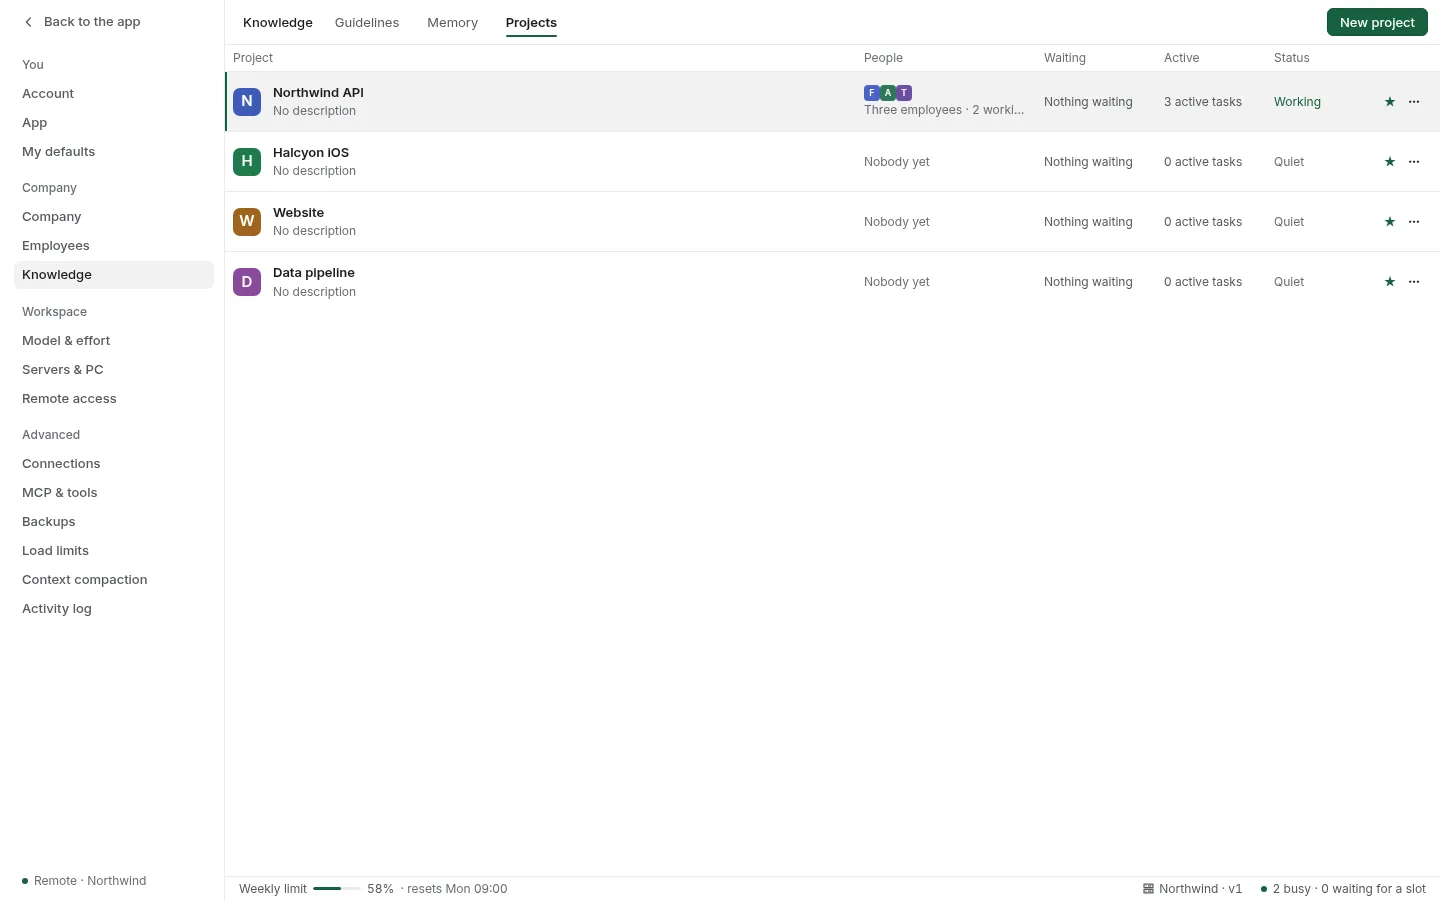 Back to the app
You
Account
App
My defaults
Company
Company
Employees
Knowledge
Workspace
Model & effort
Servers & PC
Remote access
Advanced
Connections
MCP & tools
Backups
Load limits
Context compaction
Activity log
Remote · Northwind
Knowledge Guidelines Memory Projects New project
Project People Waiting Active Status
N Northwind API
No description
F A T
Three employees · 2 worki... Nothing waiting 3 active tasks Working
H Halcyon iOS
No description
Nobody yet Nothing waiting 0 active tasks Quiet
W Website
No description
Nobody yet Nothing waiting 0 active tasks Quiet
D Data pipeline
No description
Nobody yet Nothing waiting 0 active tasks Quiet
Weekly limit 58% · resets Mon 09:00 Northwind · v1 2 busy · 0 waiting for a slot